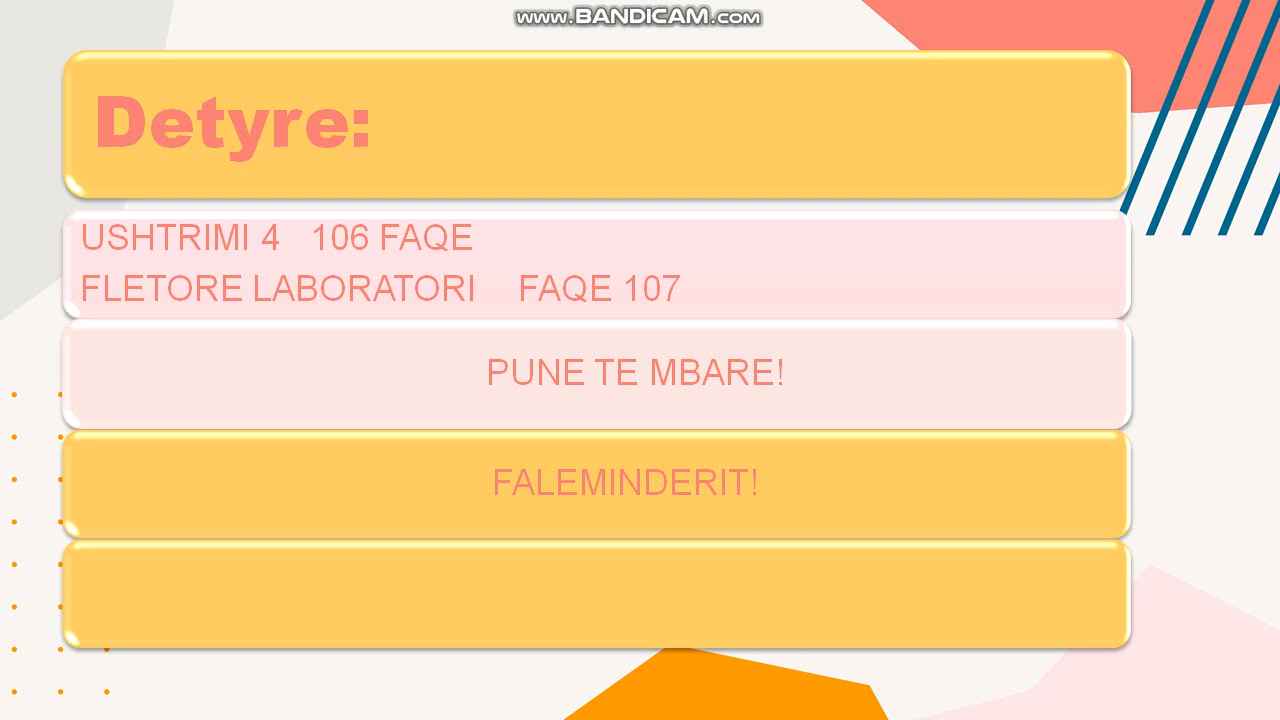 www.BANDICAM.com
Detyre:
USHTRIMI 4 106 FAQE
FLETORE LABORATORI FAQE 107
PUNE TE MBARE!
FALEMINDERIT!